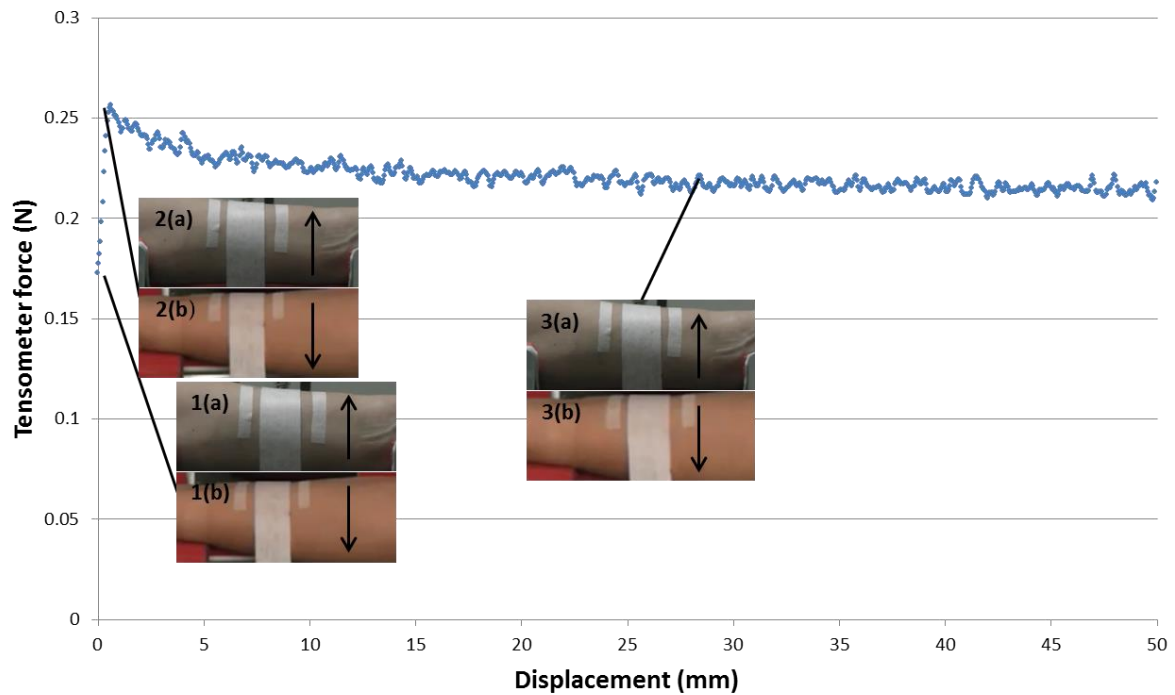 0.3
0.25
0.2
0.15
0.1
0.05
0
Tensometer force (N)
2(a)
2(b)
1(a)
1(b)
3(a)
3(b)
0 5 10 15 20 25 30 35 40 45 50
Displacement (mm)